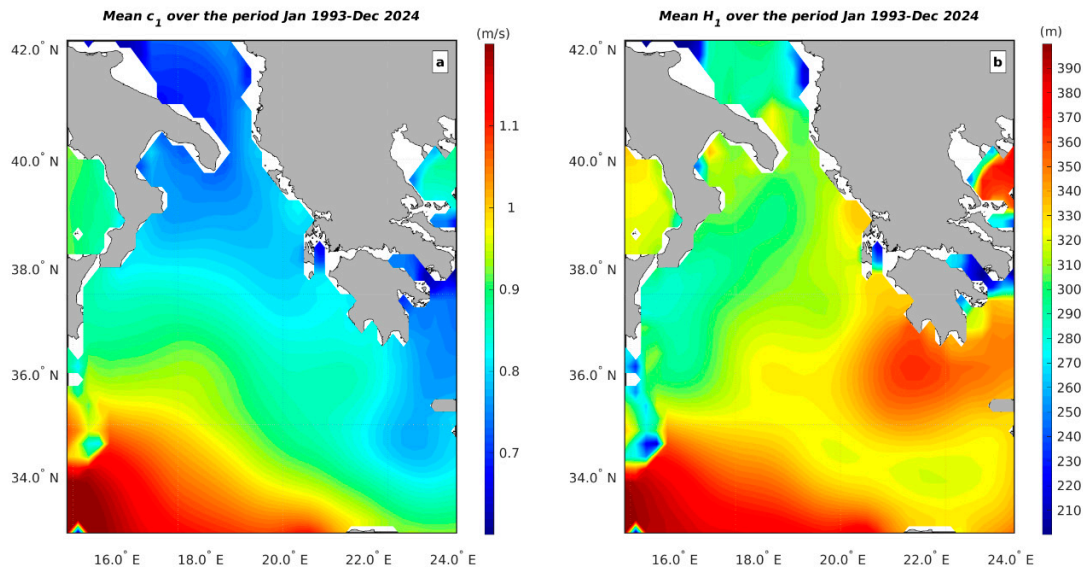 Mean c1 over the period Jan 1993-Dec 2024
(m/s)
a
42.0° N
40.0° N
38.0° N
36.0° N
34.0° N
16.0° E
18.0° E
20.0° E
22.0° E
24.0° E
1.1
1
0.9
0.8
0.7
Mean H1 over the period Jan 1993-Dec 2024
(m)
b
42.0° N
40.0° N
38.0° N
36.0° N
34.0° N
16.0° E
18.0° E
20.0° E
22.0° E
24.0° E
390
380
370
360
350
340
330
320
310
300
290
280
270
260
250
240
230
220
210
200